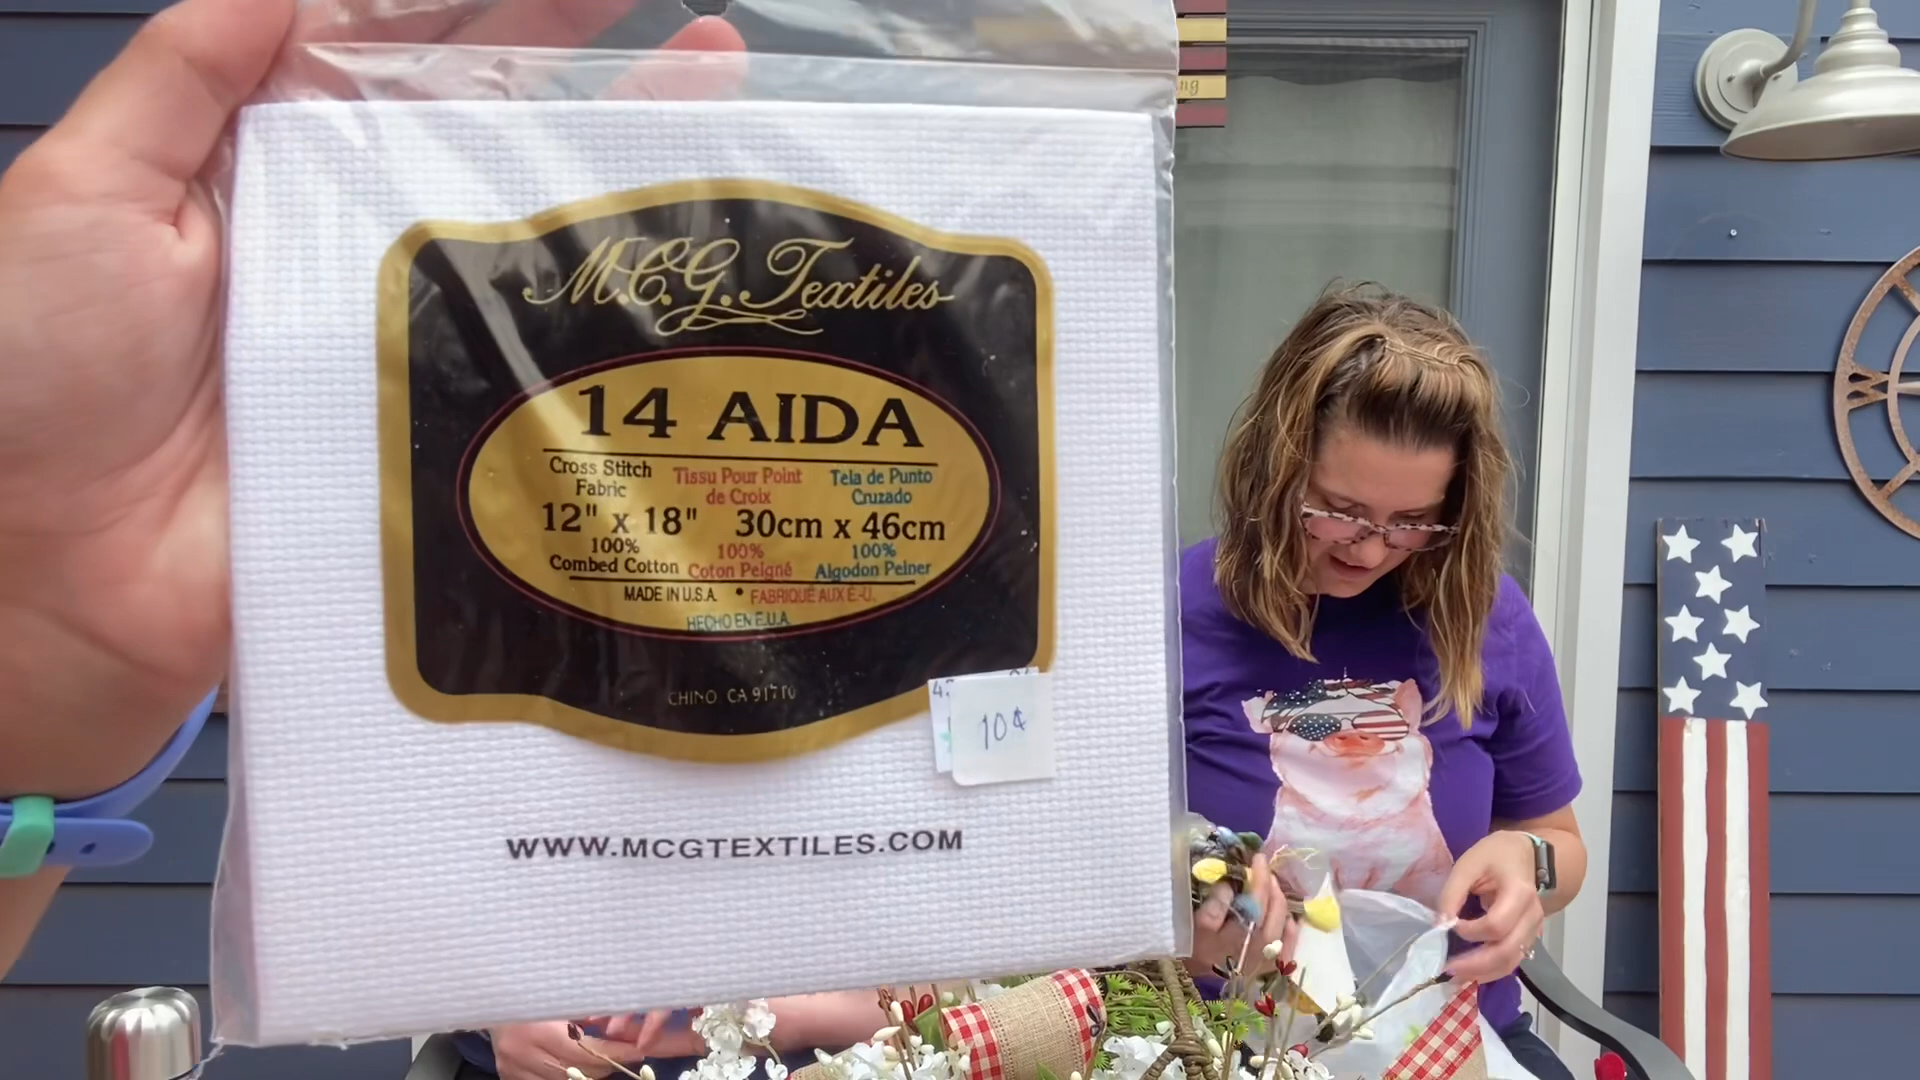 M.C.G. Textiles
14 AIDA
Cross Stitch Fabric
Tissu Pour Point de Croix
Tela de Punto Cruzado
12" x 18" 30cm x 46cm
100% Combed Cotton
100% Coton Peigné
100% Algodon Peiner
MADE IN U.S.A. • FABRIQUÉ AUX É.-U.
HECHO EN E.U.A.
CHINO, CA 91710
10¢
WWW.MCGTEXTILES.COM
W